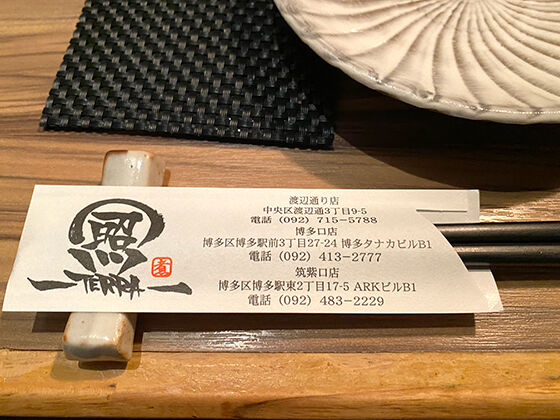 照
TERRA
渡辺通り店
中央区渡辺通3丁目9-5
電話 (092) 715-5788
博多口店
博多区博多駅前3丁目27-24 博多タナカビルB1
電話 (092) 413-2777
筑紫口店
博多区博多駅東2丁目17-5 ARKビルB1
電話 (092) 483-2229